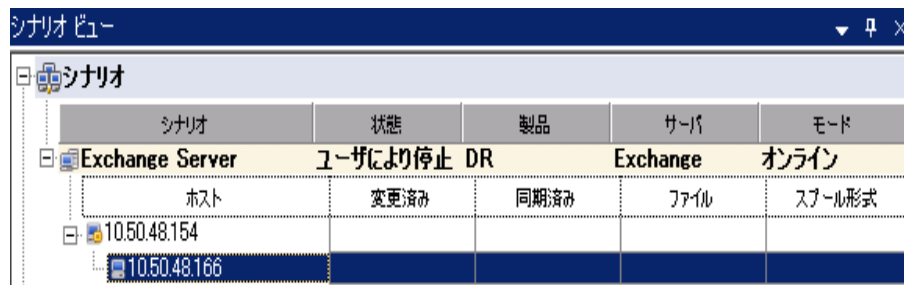 シナリオ ビュー
シナリオ
シナリオ 状態 製品 サーバ モード
Exchange Server ユーザにより停止 DR Exchange オンライン
ホスト 変更済み 同期済み ファイル スプール形式
10.50.48.154
10.50.48.166